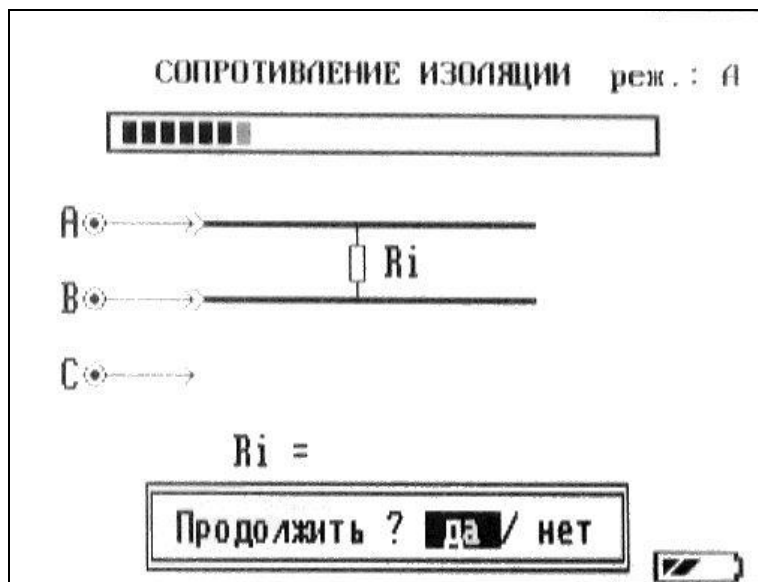 СОПРОТИВЛЕНИЕ ИЗОЛЯЦИИ реж.: А
A
Ri
B
C
Ri =
Продолжить ? да / нет